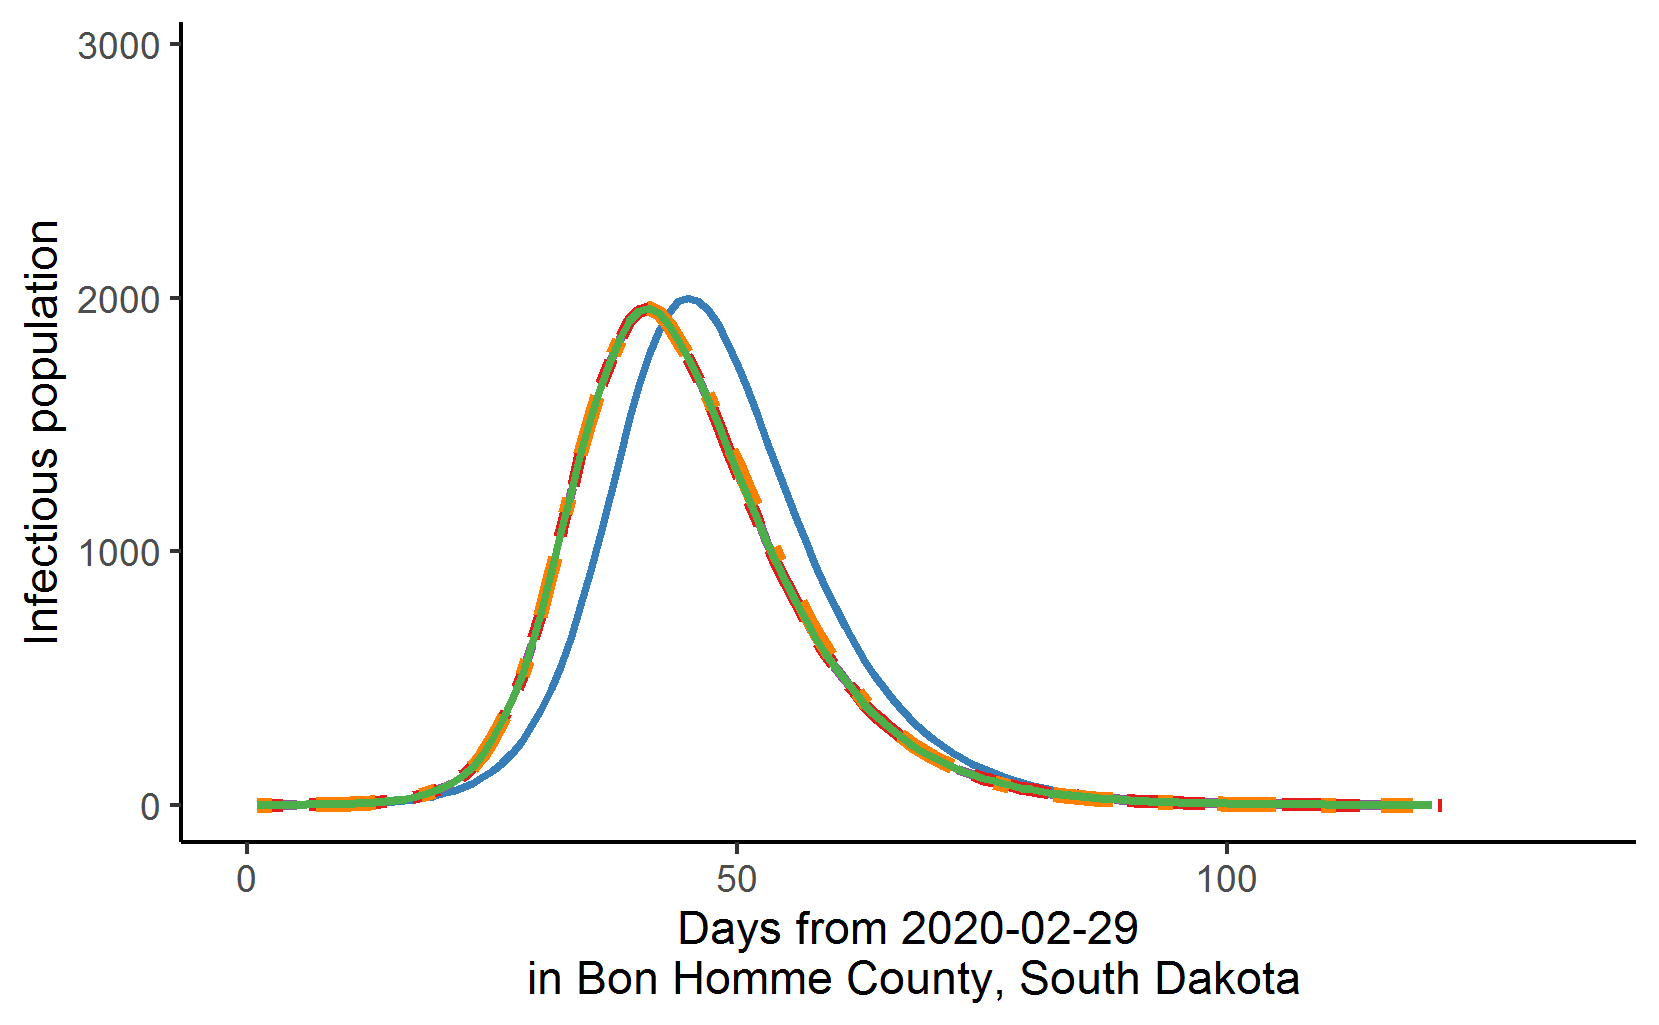 3000
2000
1000
0
Infectious population
0 50 100
Days from 2020-02-29
in Bon Homme County, South Dakota